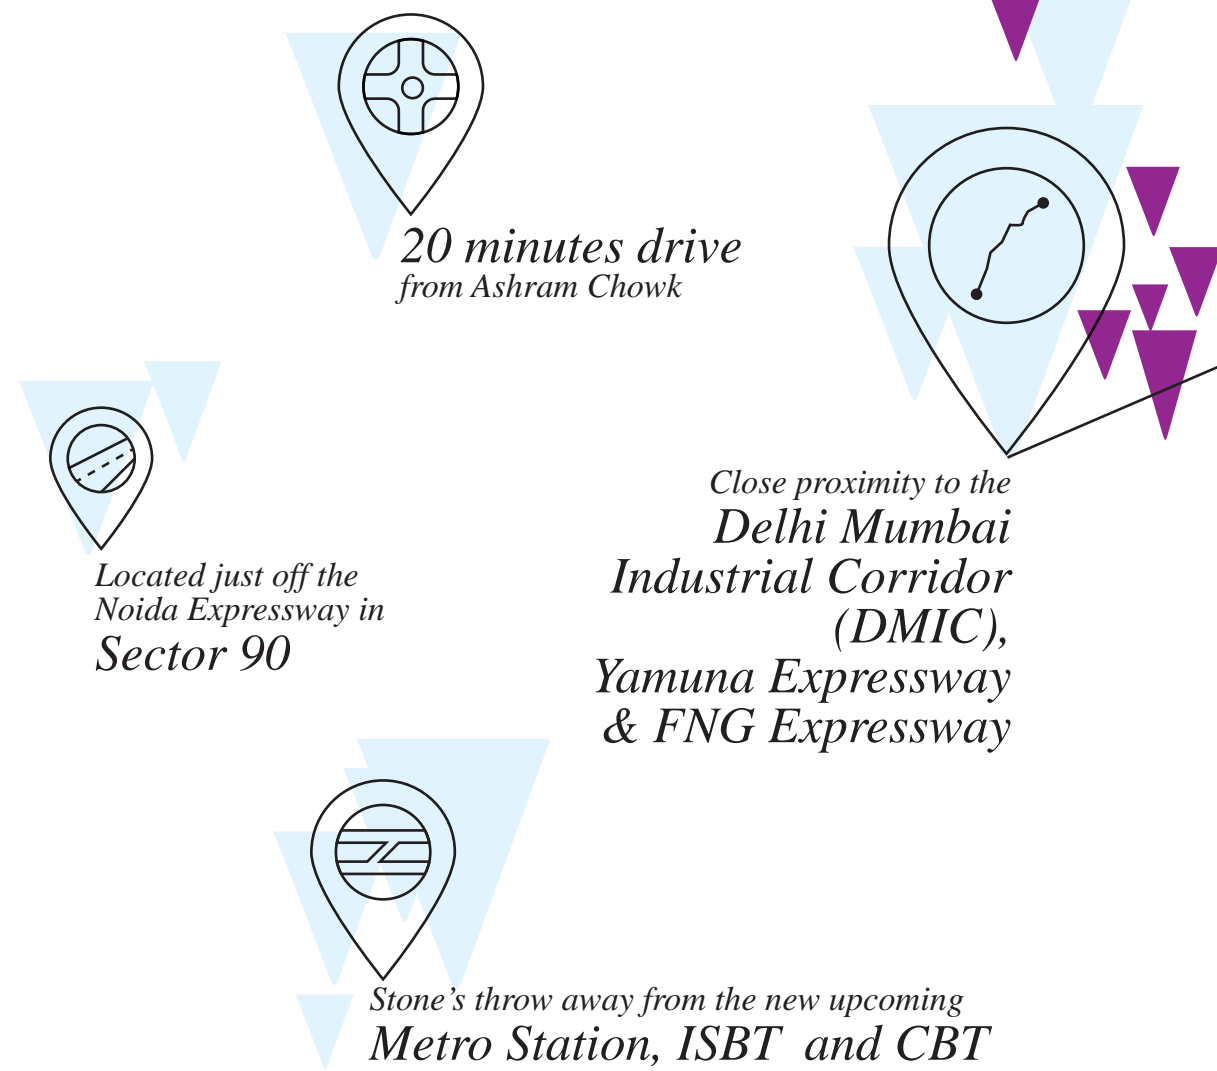 20 minutes drive
from Ashram Chowk
Located just off the
Noida Expressway in
Sector 90
Close proximity to the
Delhi Mumbai
Industrial Corridor
(DMIC),
Yamuna Expressway
& FNG Expressway
Stone’s throw away from the new upcoming
Metro Station, ISBT and CBT